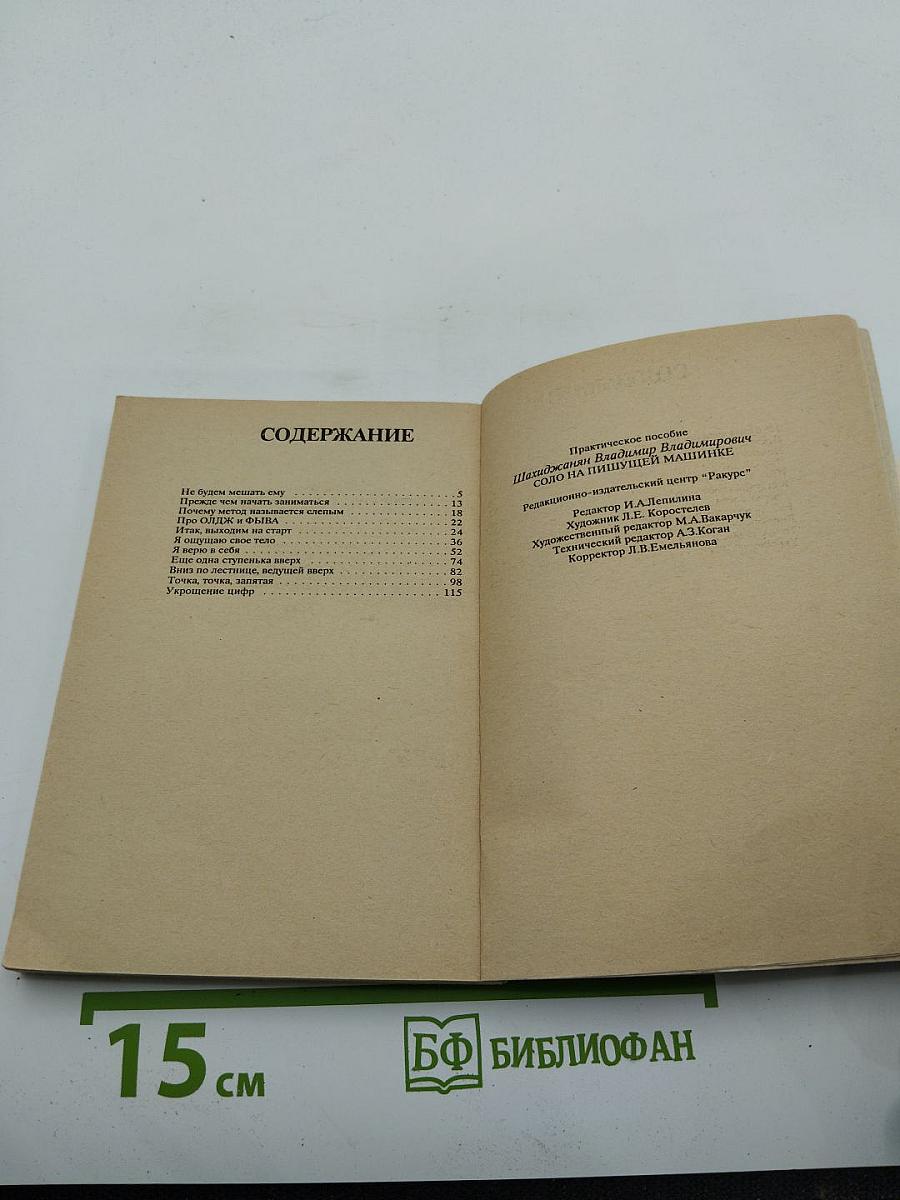 СОДЕРЖАНИЕ
Не будем мешать ему . . . . . . . . . . . . . . . . . . . . 5
Прежде чем начать заниматься . . . . . . . . . . . . . . . . 13
Почему метод называется слепым . . . . . . . . . . . . . . . 18
Про ОЛДЖ и ФЫВА . . . . . . . . . . . . . . . . . . . . . . 22
Итак, выходим на старт . . . . . . . . . . . . . . . . . . . 24
Я ощущаю свое тело . . . . . . . . . . . . . . . . . . . . . 36
Я верю в себя . . . . . . . . . . . . . . . . . . . . . . . 52
Еще одна ступенька вверх . . . . . . . . . . . . . . . . . . 74
Вниз по лестнице, ведущей вверх . . . . . . . . . . . . . . 82
Точка, точка, запятая . . . . . . . . . . . . . . . . . . . 98
Укрощение цифр . . . . . . . . . . . . . . . . . . . . . . . 115
Практическое пособие
Шахиджанян Владимир Владимирович
СОЛО НА ПИШУЩЕЙ МАШИНКЕ
Редакционно-издательский центр "Ракурс"
Редактор И.А.Лепилина
Художник Л.Е. Коростелев
Художественный редактор М.А.Вакарчук
Технический редактор А.З.Коган
Корректор Л.В.Емельянова
15 см
БФ БИБЛИОФАН